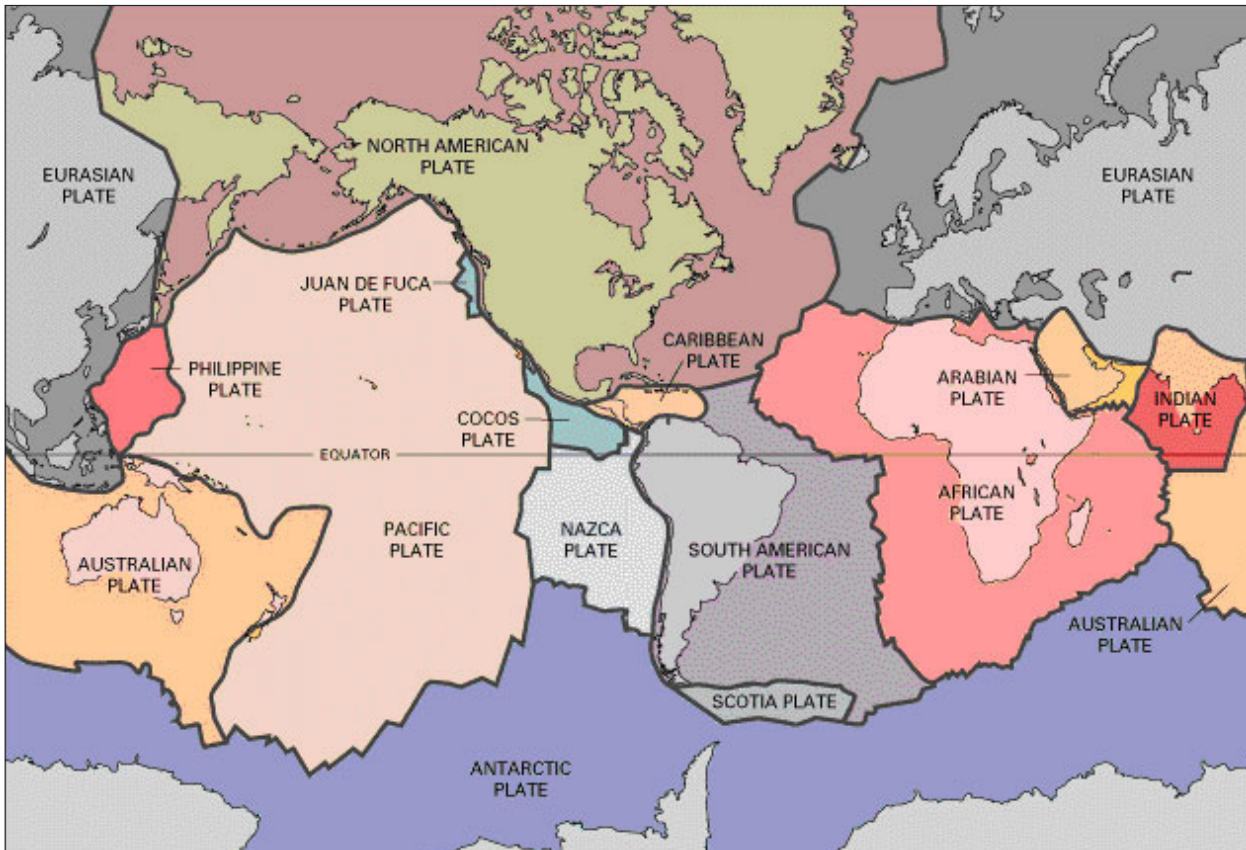 NORTH AMERICAN
PLATE
EURASIAN
PLATE
EURASIAN
PLATE
JUAN DE FUCA
PLATE
CARIBBEAN
PLATE
PHILIPPINE
PLATE
ARABIAN
PLATE
INDIAN
PLATE
COCOS
PLATE
EQUATOR
AFRICAN
PLATE
PACIFIC
PLATE
NAZCA
PLATE
SOUTH AMERICAN
PLATE
AUSTRALIAN
PLATE
AUSTRALIAN
PLATE
SCOTIA PLATE
ANTARCTIC
PLATE